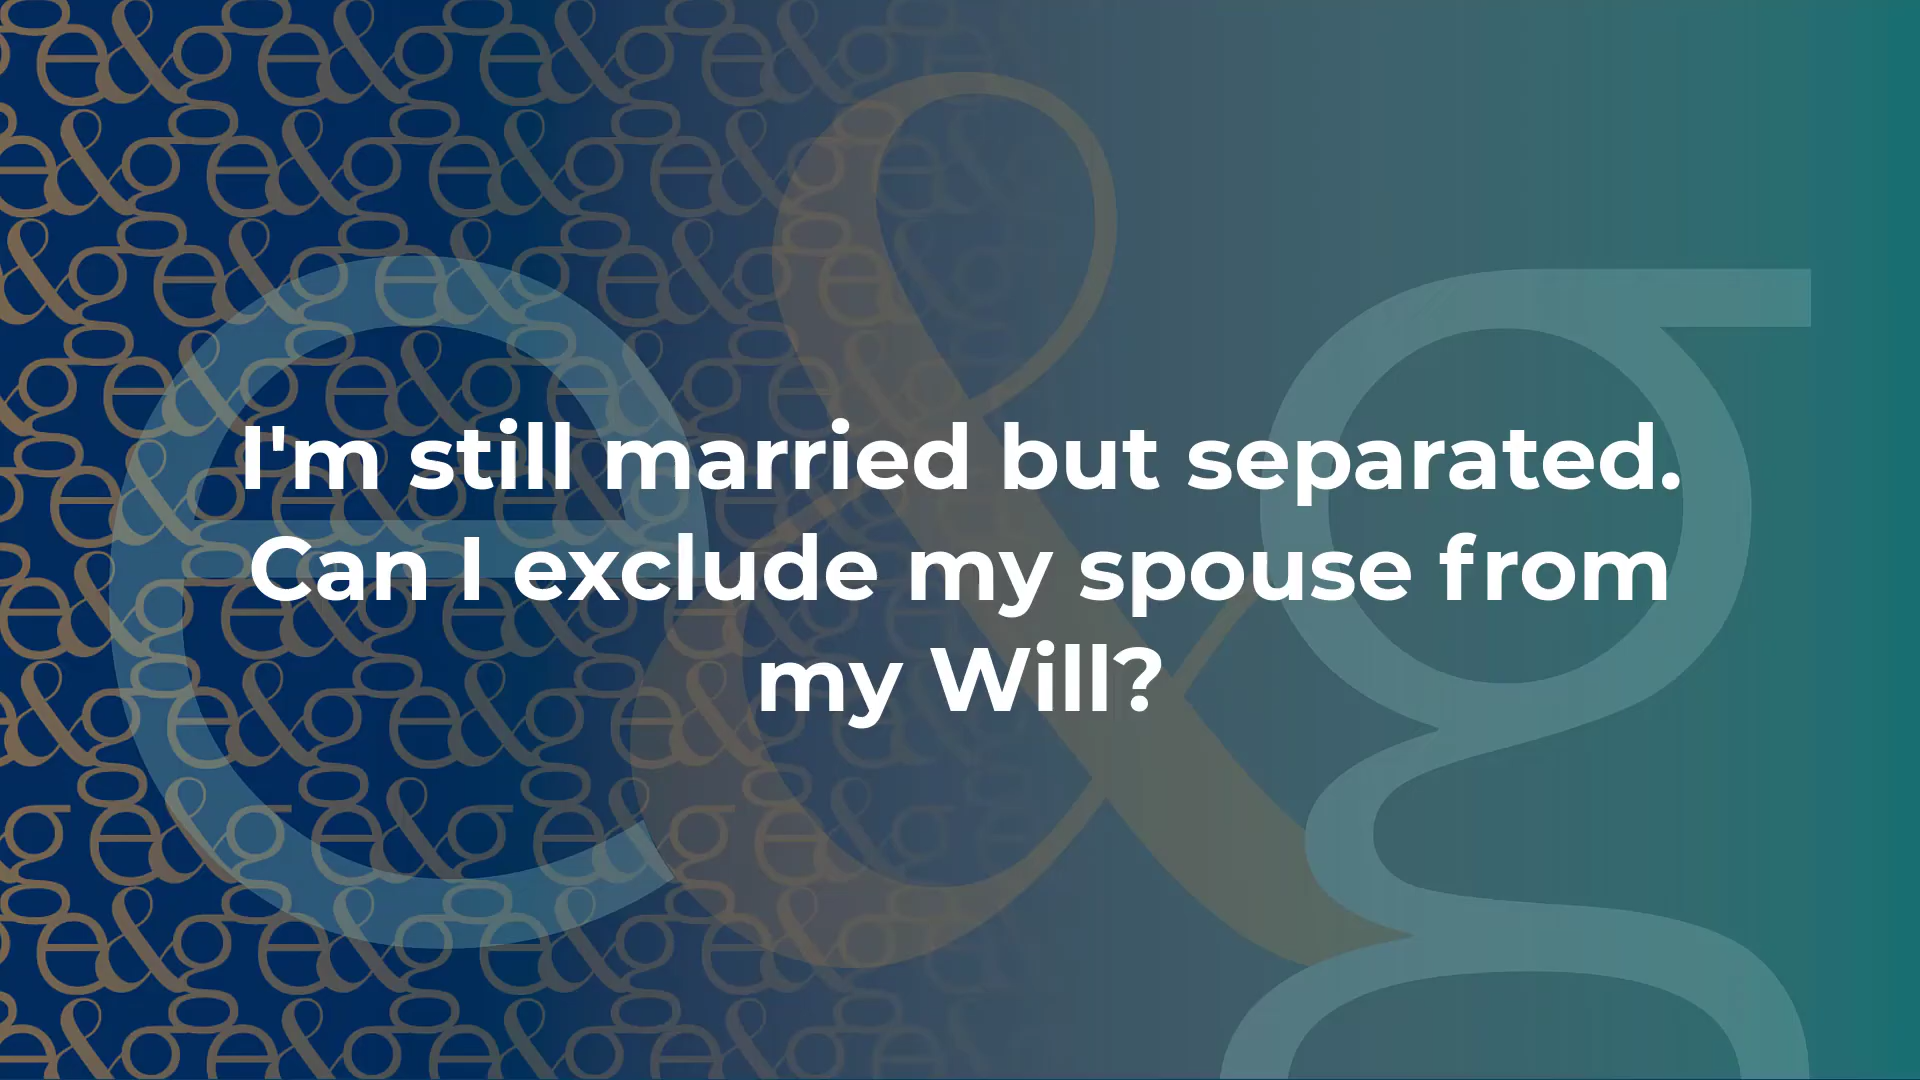 I'm still married but separated.
Can I exclude my spouse from
my Will?